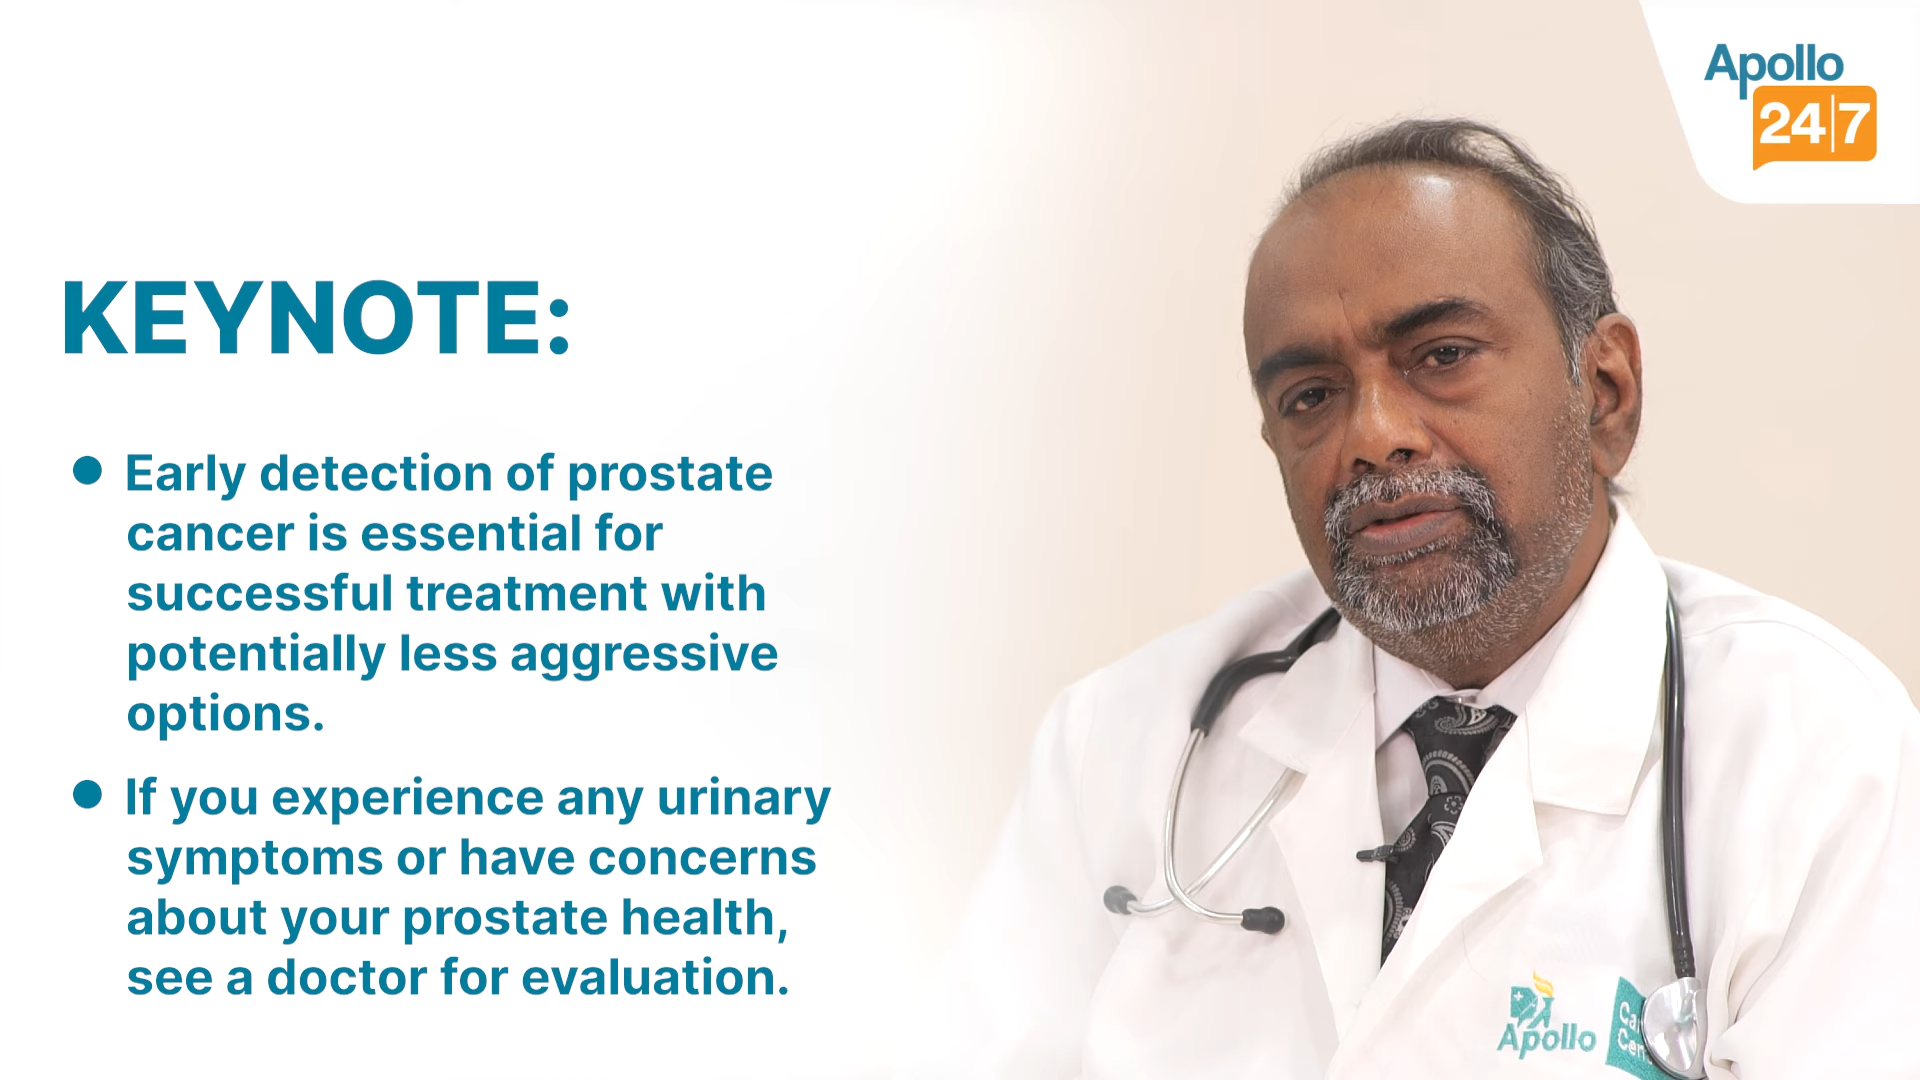 Apollo
24|7
KEYNOTE:
● Early detection of prostate
cancer is essential for
successful treatment with
potentially less aggressive
options.
● If you experience any urinary
symptoms or have concerns
about your prostate health,
see a doctor for evaluation.
Apollo